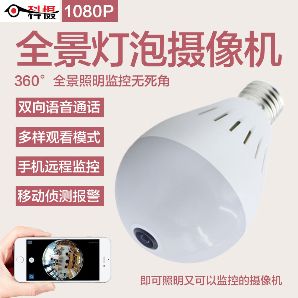 科摄
1080P
全景灯泡摄像机
360°全景照明监控无死角
双向语音通话
多样观看模式
手机远程监控
移动侦测报警
即可照明又可以监控的摄像机